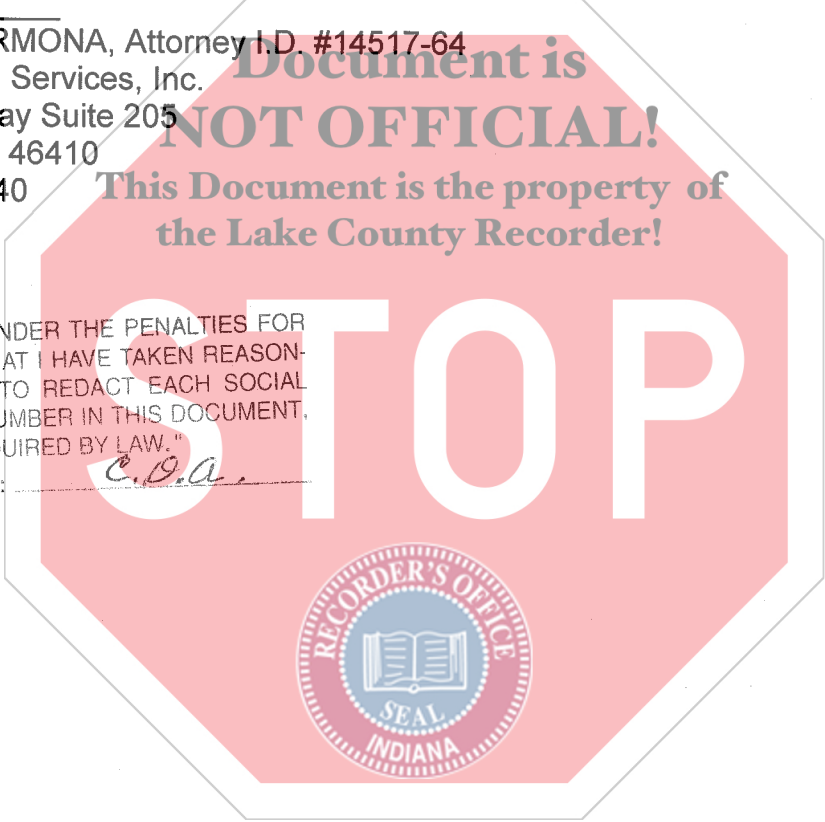 RMONA, Attorney I.D. #14517-64
Services, Inc.
ay Suite 205
46410
40
Document is
NOT OFFICIAL!
This Document is the property of
the Lake County Recorder!
NDER THE PENALTIES FOR
AT I HAVE TAKEN REASON-
TO REDACT EACH SOCIAL
UMBER IN THIS DOCUMENT,
UIRED BY LAW."
: C.D.A.
STOP
RECORDER'S OFFICE
SEAL
INDIANA